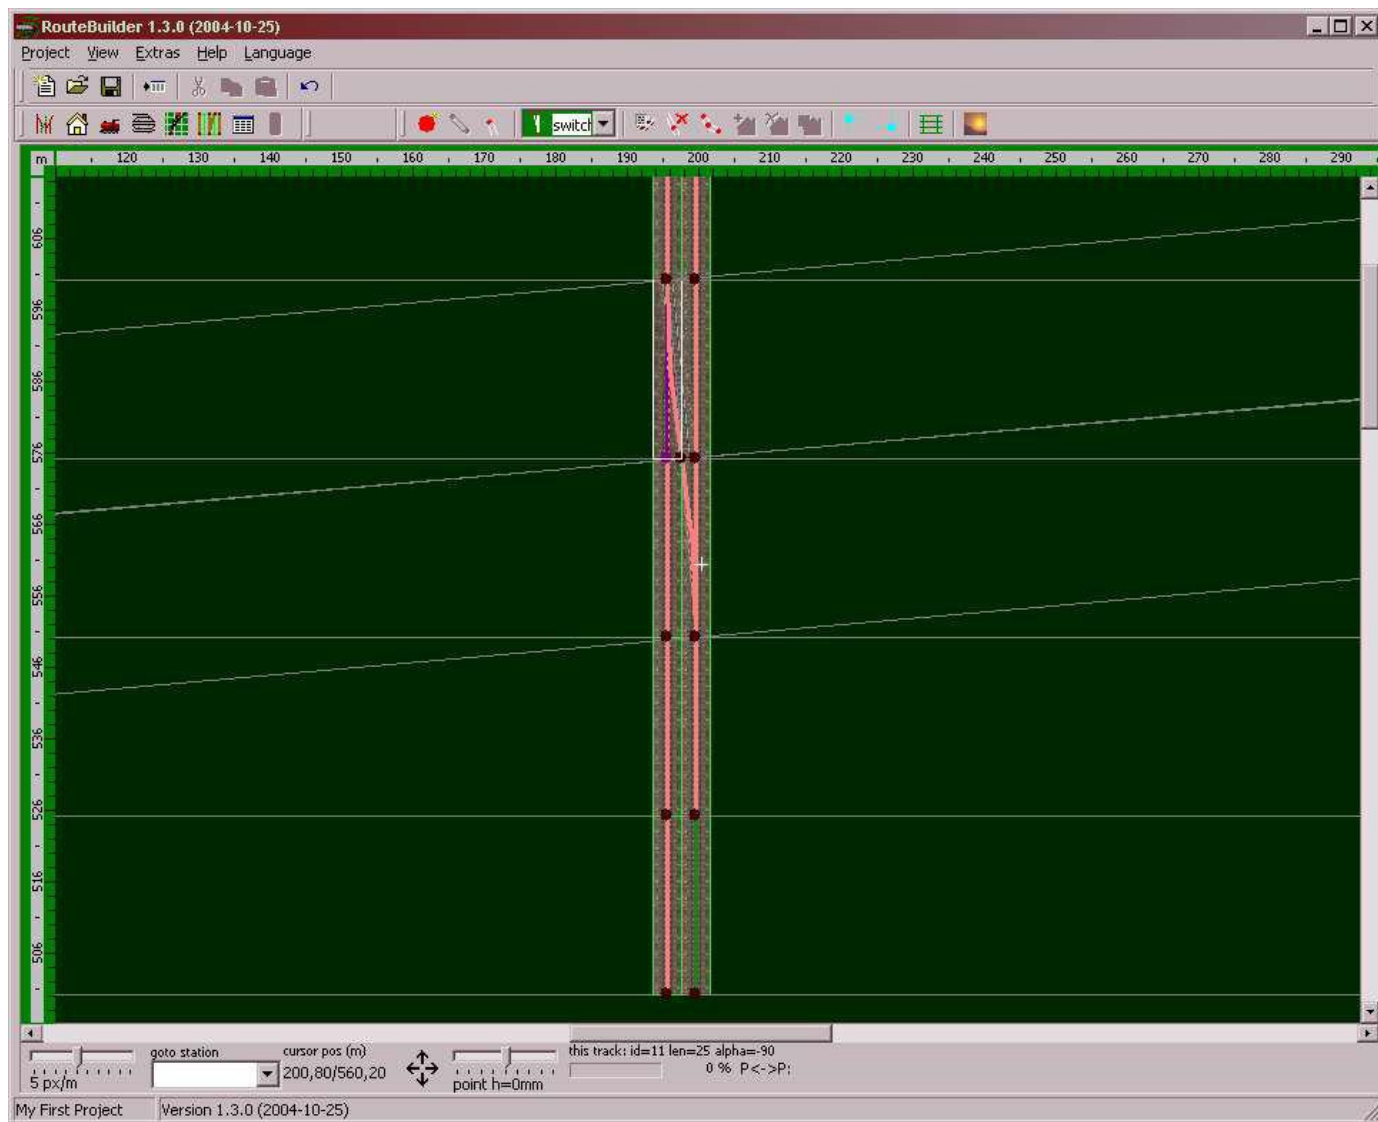 RouteBuilder 1.3.0 (2004-10-25)
Project View Extras Help Language
switch
m 120 130 140 150 160 170 180 190 200 210 220 230 240 250 260 270 280 290
606
596
586
576
566
556
546
536
526
516
506
goto station cursor pos (m) this track: id=11 len=25 alpha=-90
5 px/m 200,80/560,20 point h=0mm 0 % P<->P:
My First Project Version 1.3.0 (2004-10-25)